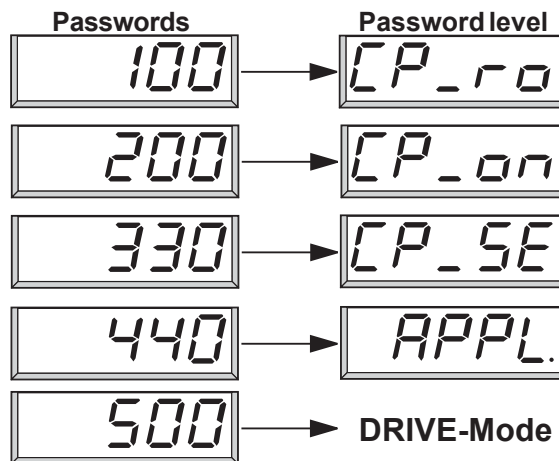 Passwords Password level
100 CP_ro
200 CP_on
330 CP_SE
440 APPL.
500 DRIVE-Mode